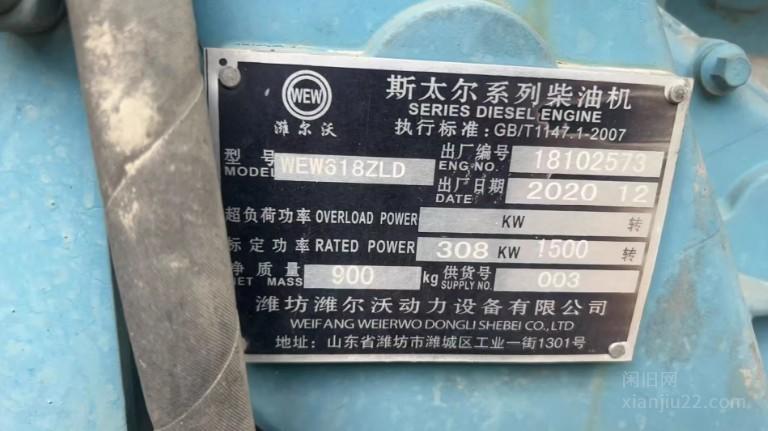 WEW
潍尔沃
斯太尔系列柴油机
SERIES DIESEL ENGINE
执行标准:GB/T1147.1-2007
型号 MODEL WEW618ZLD
出厂编号 ENG NO. 18102573
出厂日期 DATE 2020 12
超负荷功率 OVERLOAD POWER KW 转
标定功率 RATED POWER 308 KW 1500 转
净质量 NET MASS 900 kg 供货号 SUPPLY NO. 003
潍坊潍尔沃动力设备有限公司
WEIFANG WEIERWO DONGLI SHEBEI CO.,LTD
地址:山东省潍坊市潍城区工业一街1301号
闲旧网
xianjiu22.com